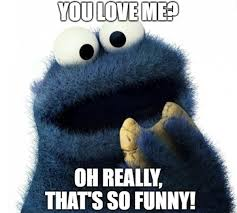 YOU LOVE ME?
OH REALLY,
THAT'S SO FUNNY!